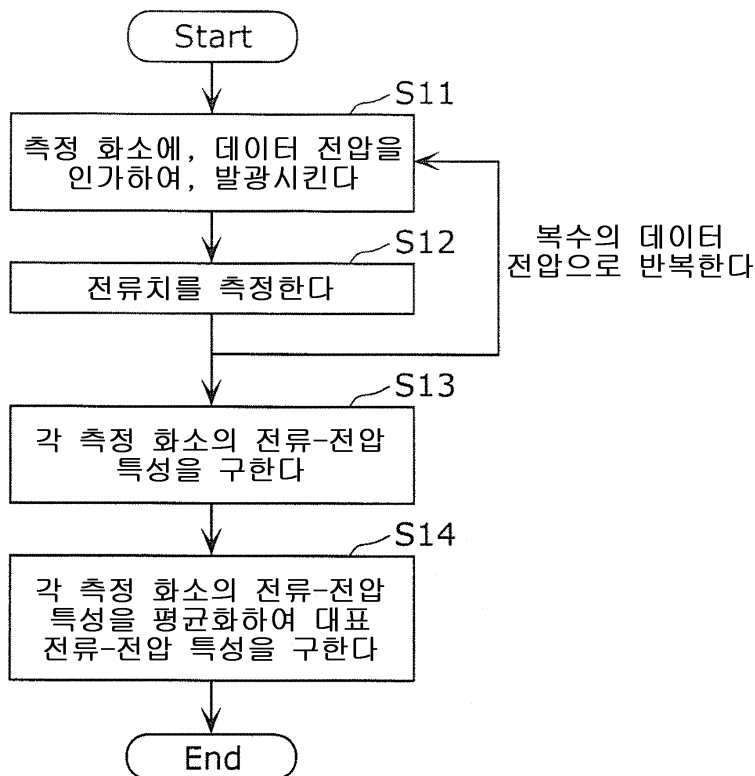 Start
S11
측정 화소에, 데이터 전압을
인가하여, 발광시킨다
S12
전류치를 측정한다
복수의 데이터
전압으로 반복한다
S13
각 측정 화소의 전류-전압
특성을 구한다
S14
각 측정 화소의 전류-전압
특성을 평균화하여 대표
전류-전압 특성을 구한다
End